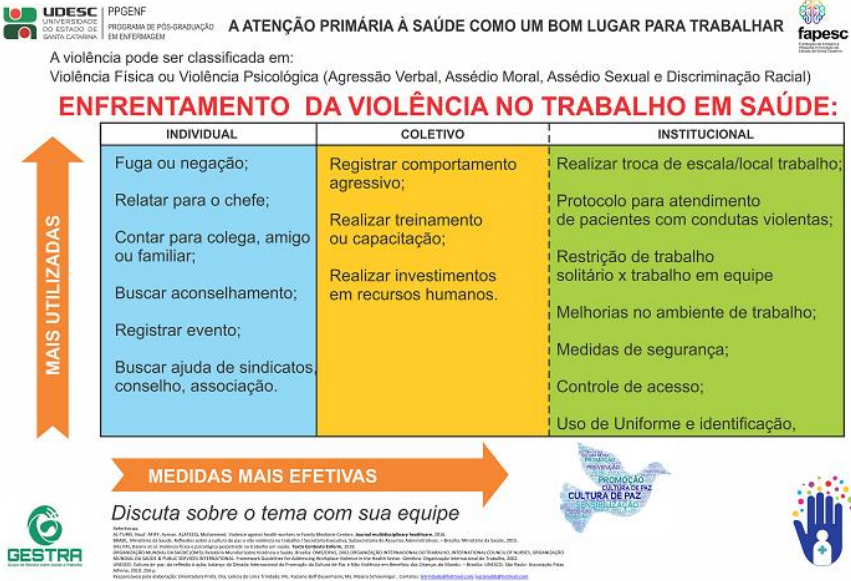 UDESC
UNIVERSIDADE
DO ESTADO DE
SANTA CATARINA
PPGENF
PROGRAMA DE PÓS-GRADUAÇÃO
EM ENFERMAGEM
A ATENÇÃO PRIMÁRIA À SAÚDE COMO UM BOM LUGAR PARA TRABALHAR
fapesc
A violência pode ser classificada em:
Violência Física ou Violência Psicológica (Agressão Verbal, Assédio Moral, Assédio Sexual e Discriminação Racial)
ENFRENTAMENTO DA VIOLÊNCIA NO TRABALHO EM SAÚDE:
MAIS UTILIZADAS
INDIVIDUAL
Fuga ou negação;
Relatar para o chefe;
Contar para colega, amigo
ou familiar;
Buscar aconselhamento;
Registrar evento;
Buscar ajuda de sindicatos,
conselho, associação.
COLETIVO
Registrar comportamento
agressivo;
Realizar treinamento
ou capacitação;
Realizar investimentos
em recursos humanos.
INSTITUCIONAL
Realizar troca de escala/local trabalho;
Protocolo para atendimento
de pacientes com condutas violentas;
Restrição de trabalho
solitário x trabalho em equipe
Melhorias no ambiente de trabalho;
Medidas de segurança;
Controle de acesso;
Uso de Uniforme e identificação,
MEDIDAS MAIS EFETIVAS
PROMOÇÃO
PREVENÇÃO
PROMOÇÃO
CULTURA DE PAZ
SENSIBILIZAÇÃO
Discuta sobre o tema com sua equipe
GESTRA